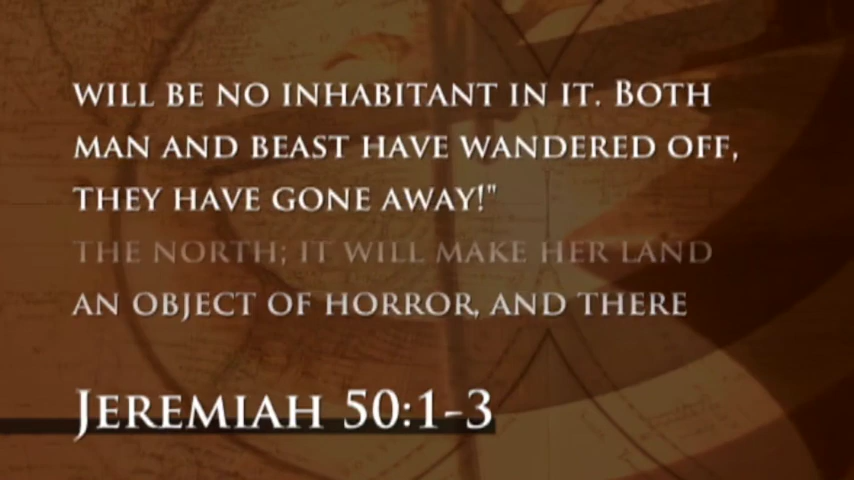 WILL BE NO INHABITANT IN IT. BOTH
MAN AND BEAST HAVE WANDERED OFF,
THEY HAVE GONE AWAY!"
THE NORTH; IT WILL MAKE HER LAND
AN OBJECT OF HORROR, AND THERE
JEREMIAH 50:1-3